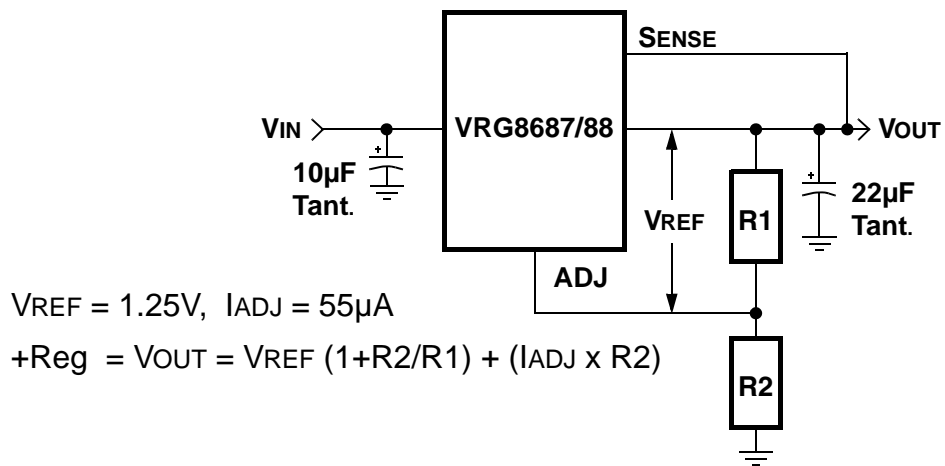 SENSE
VIN
VRG8687/88
VOUT
+
10µF
Tant.
VREF
R1
+
22µF
Tant.
ADJ
VREF = 1.25V, IADJ = 55µA
+Reg = VOUT = VREF (1+R2/R1) + (IADJ x R2)
R2